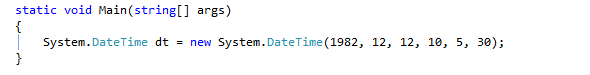 static void Main(string[] args)
{
    System.DateTime dt = new System.DateTime(1982, 12, 12, 10, 5, 30);
}